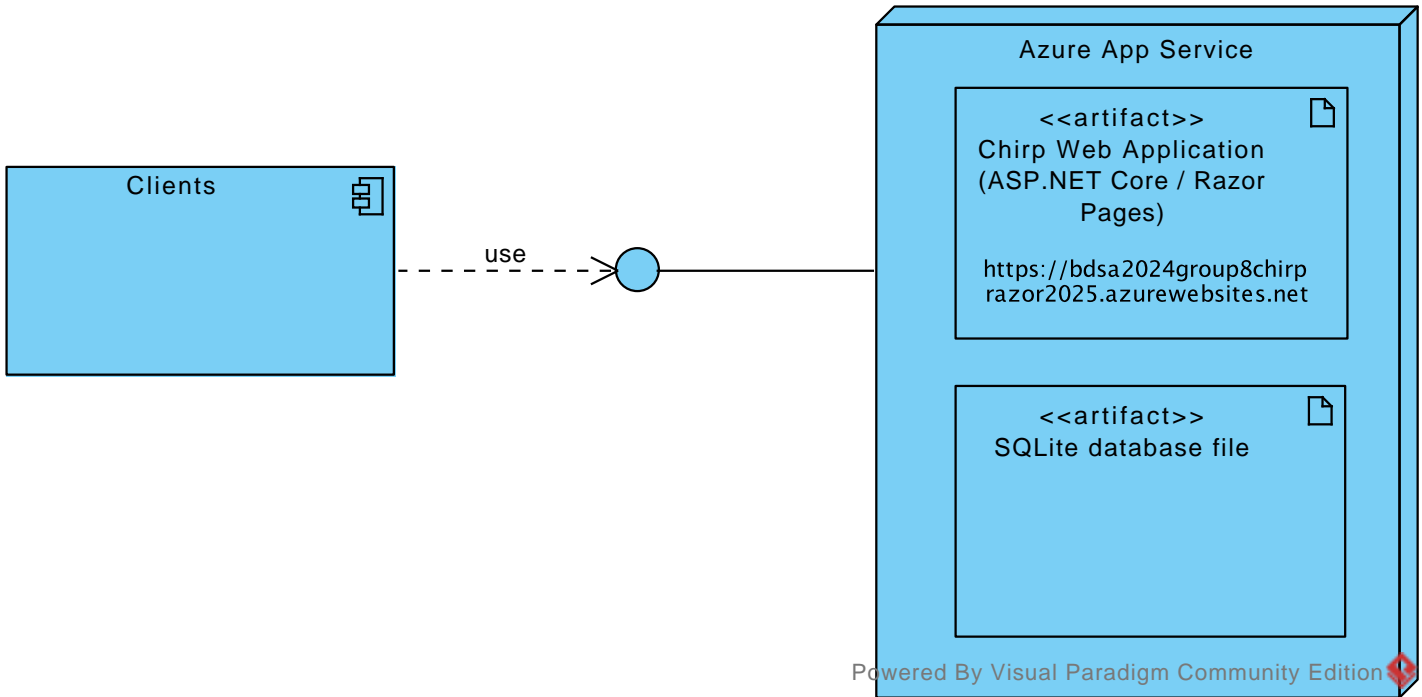 Azure App Service
<<artifact>>
Chirp Web Application
(ASP.NET Core / Razor
Pages)
https://bdsa2024group8chirp
razor2025.azurewebsites.net
Clients
use
<<artifact>>
SQLite database file
Powered By Visual Paradigm Community Edition